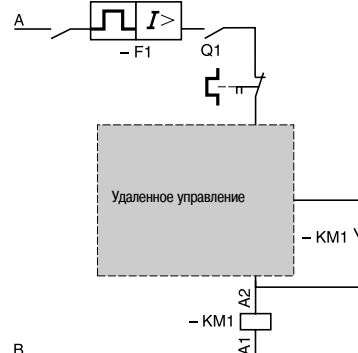 A
I >
– F1
Q1
Удаленное управление
– KM1
A2
– KM1
A1
B